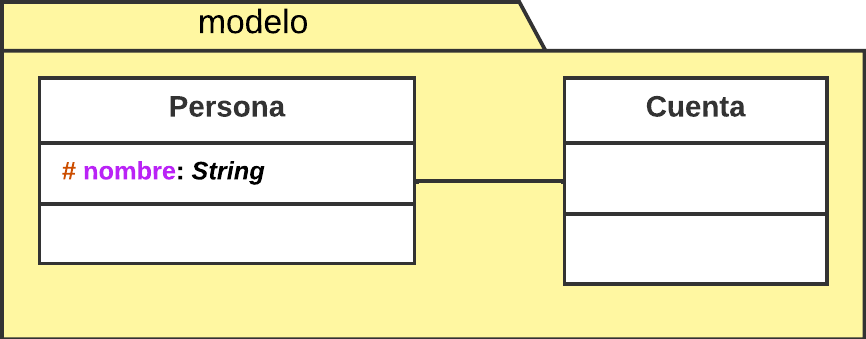 modelo
Persona
# nombre: String
Cuenta